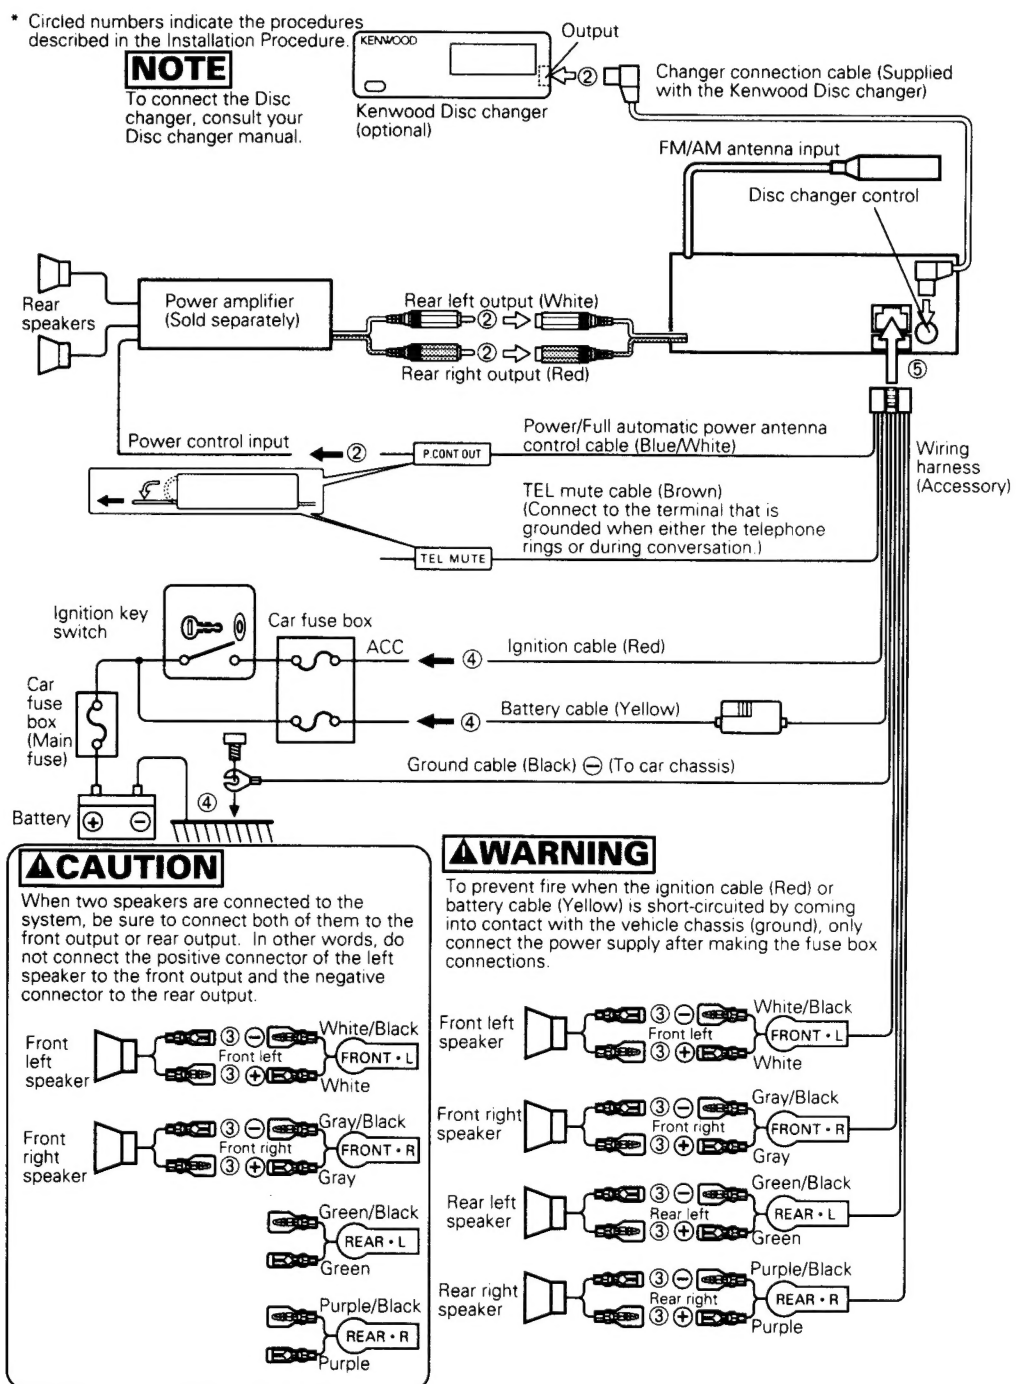 * Circled numbers indicate the procedures
described in the Installation Procedure.
NOTE
To connect the Disc
changer, consult your
Disc changer manual.
KENWOOD
Output
②
Kenwood Disc changer
(optional)
Changer connection cable (Supplied
with the Kenwood Disc changer)
FM/AM antenna input
Disc changer control
Rear
speakers
Power amplifier
(Sold separately)
Rear left output (White)
②
②
Rear right output (Red)
⑤
Power control input
②
P.CONT OUT
Power/Full automatic power antenna
control cable (Blue/White)
Wiring
harness
(Accessory)
TEL mute cable (Brown)
(Connect to the terminal that is
grounded when either the telephone
rings or during conversation.)
TEL MUTE
Ignition key
switch
Car fuse box
ACC
④
Ignition cable (Red)
Car
fuse
box
(Main
fuse)
④
Battery cable (Yellow)
Ground cable (Black) ⊖ (To car chassis)
④
Battery
⊕ ⊖
CAUTION
When two speakers are connected to the
system, be sure to connect both of them to the
front output or rear output. In other words, do
not connect the positive connector of the left
speaker to the front output and the negative
connector to the rear output.
Front
left
speaker
③ ⊖
White/Black
Front left
FRONT • L
③ ⊕
White
Front
right
speaker
③ ⊖
Gray/Black
Front right
FRONT • R
③ ⊕
Gray
Green/Black
REAR • L
Green
Purple/Black
REAR • R
Purple
WARNING
To prevent fire when the ignition cable (Red) or
battery cable (Yellow) is short-circuited by coming
into contact with the vehicle chassis (ground), only
connect the power supply after making the fuse box
connections.
Front left
speaker
③ ⊖
White/Black
Front left
FRONT • L
③ ⊕
White
Front right
speaker
③ ⊖
Gray/Black
Front right
FRONT • R
③ ⊕
Gray
Rear left
speaker
③ ⊖
Green/Black
Rear left
REAR • L
③ ⊕
Green
Rear right
speaker
③ ⊖
Purple/Black
Rear right
REAR • R
③ ⊕
Purple